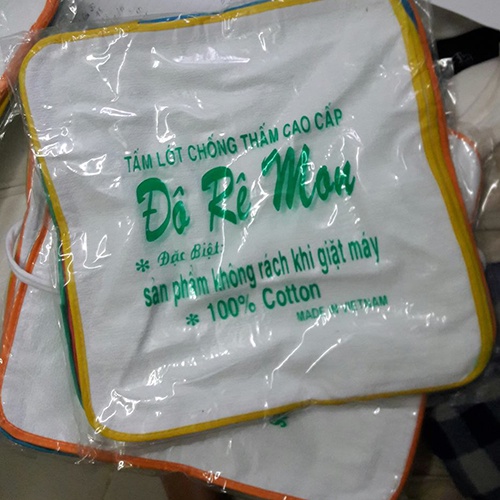 TẤM LÓT CHỐNG THẤM CAO CẤP
Đô Rê Mon
* Đặc Biệt:
sản phẩm không rách khi giặt máy
* 100% Cotton
MADE IN VIETNAM